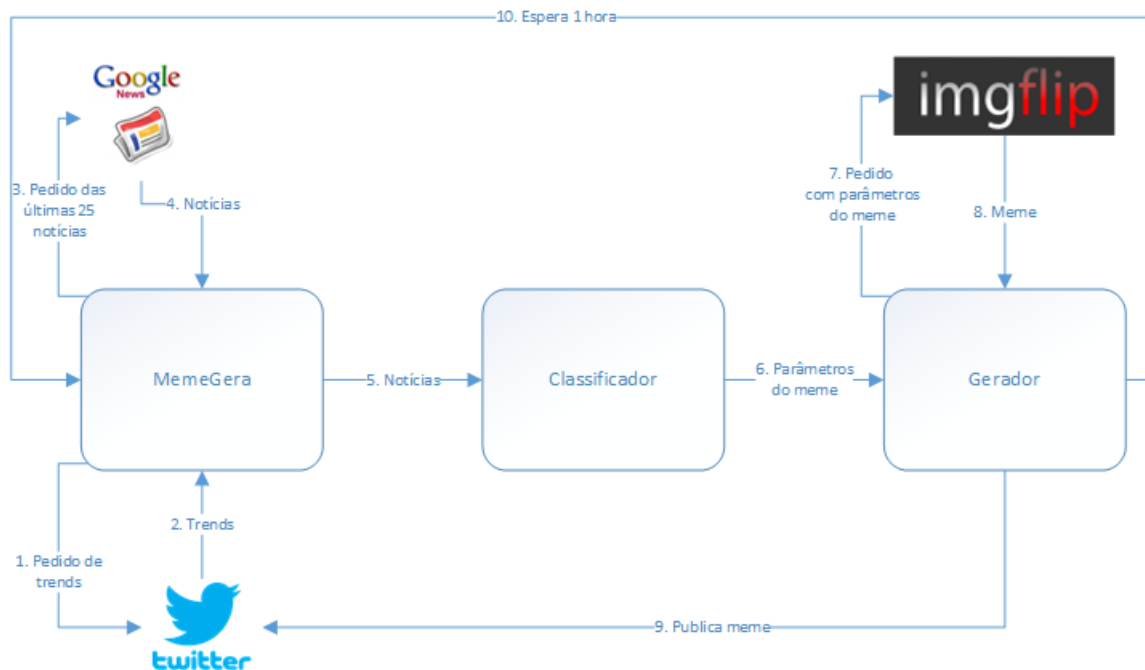 10. Espera 1 hora
Google
News
imgflip
3. Pedido das
últimas 25
notícias
4. Notícias
7. Pedido
com parâmetros
do meme
8. Meme
MemeGera
5. Notícias
Classificador
6. Parâmetros
do meme
Gerador
2. Trends
1. Pedido de
trends
9. Publica meme
twitter